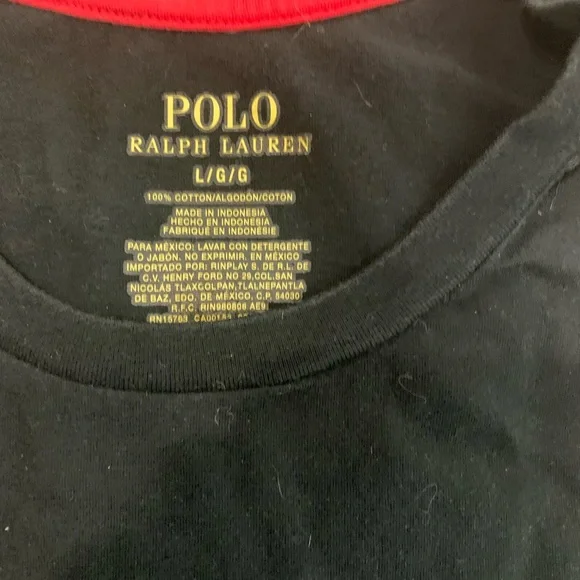 POLO
RALPH LAUREN
L/G/G
100% COTTON/ALGODÓN/COTON
MADE IN INDONESIA
HECHO EN INDONESIA
FABRIQUÉ EN INDONÉSIE
PARA MÉXICO: LAVAR CON DETERGENTE
O JABÓN. NO EXPRIMIR. EN MÉXICO
IMPORTADO POR: RINPLAY S. DE R.L. DE
C.V. HENRY FORD NO 29,COL.SAN
NICOLÁS TLAXCOLPAN,TLALNEPANTLA
DE BAZ, EDO. DE MÉXICO, C.P. 54030
R.F.C. RIN980806 AE9
RN15763